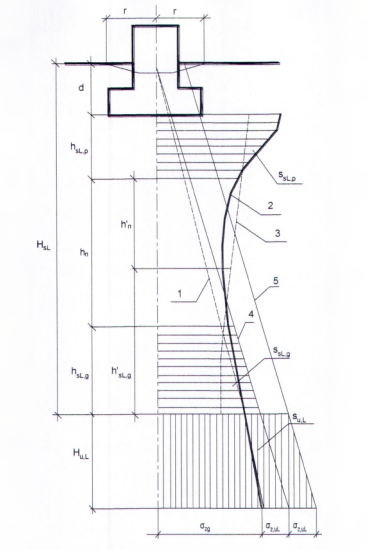 r r
d
h_sL,p
s_sL,p
2
h'_n
3
H_sL
h_n
5
1
4
s_sL,g
h_sL,g h'_sL,g
s_u,L
H_u,L
σ_zg σ_z,uL σ_z,uL